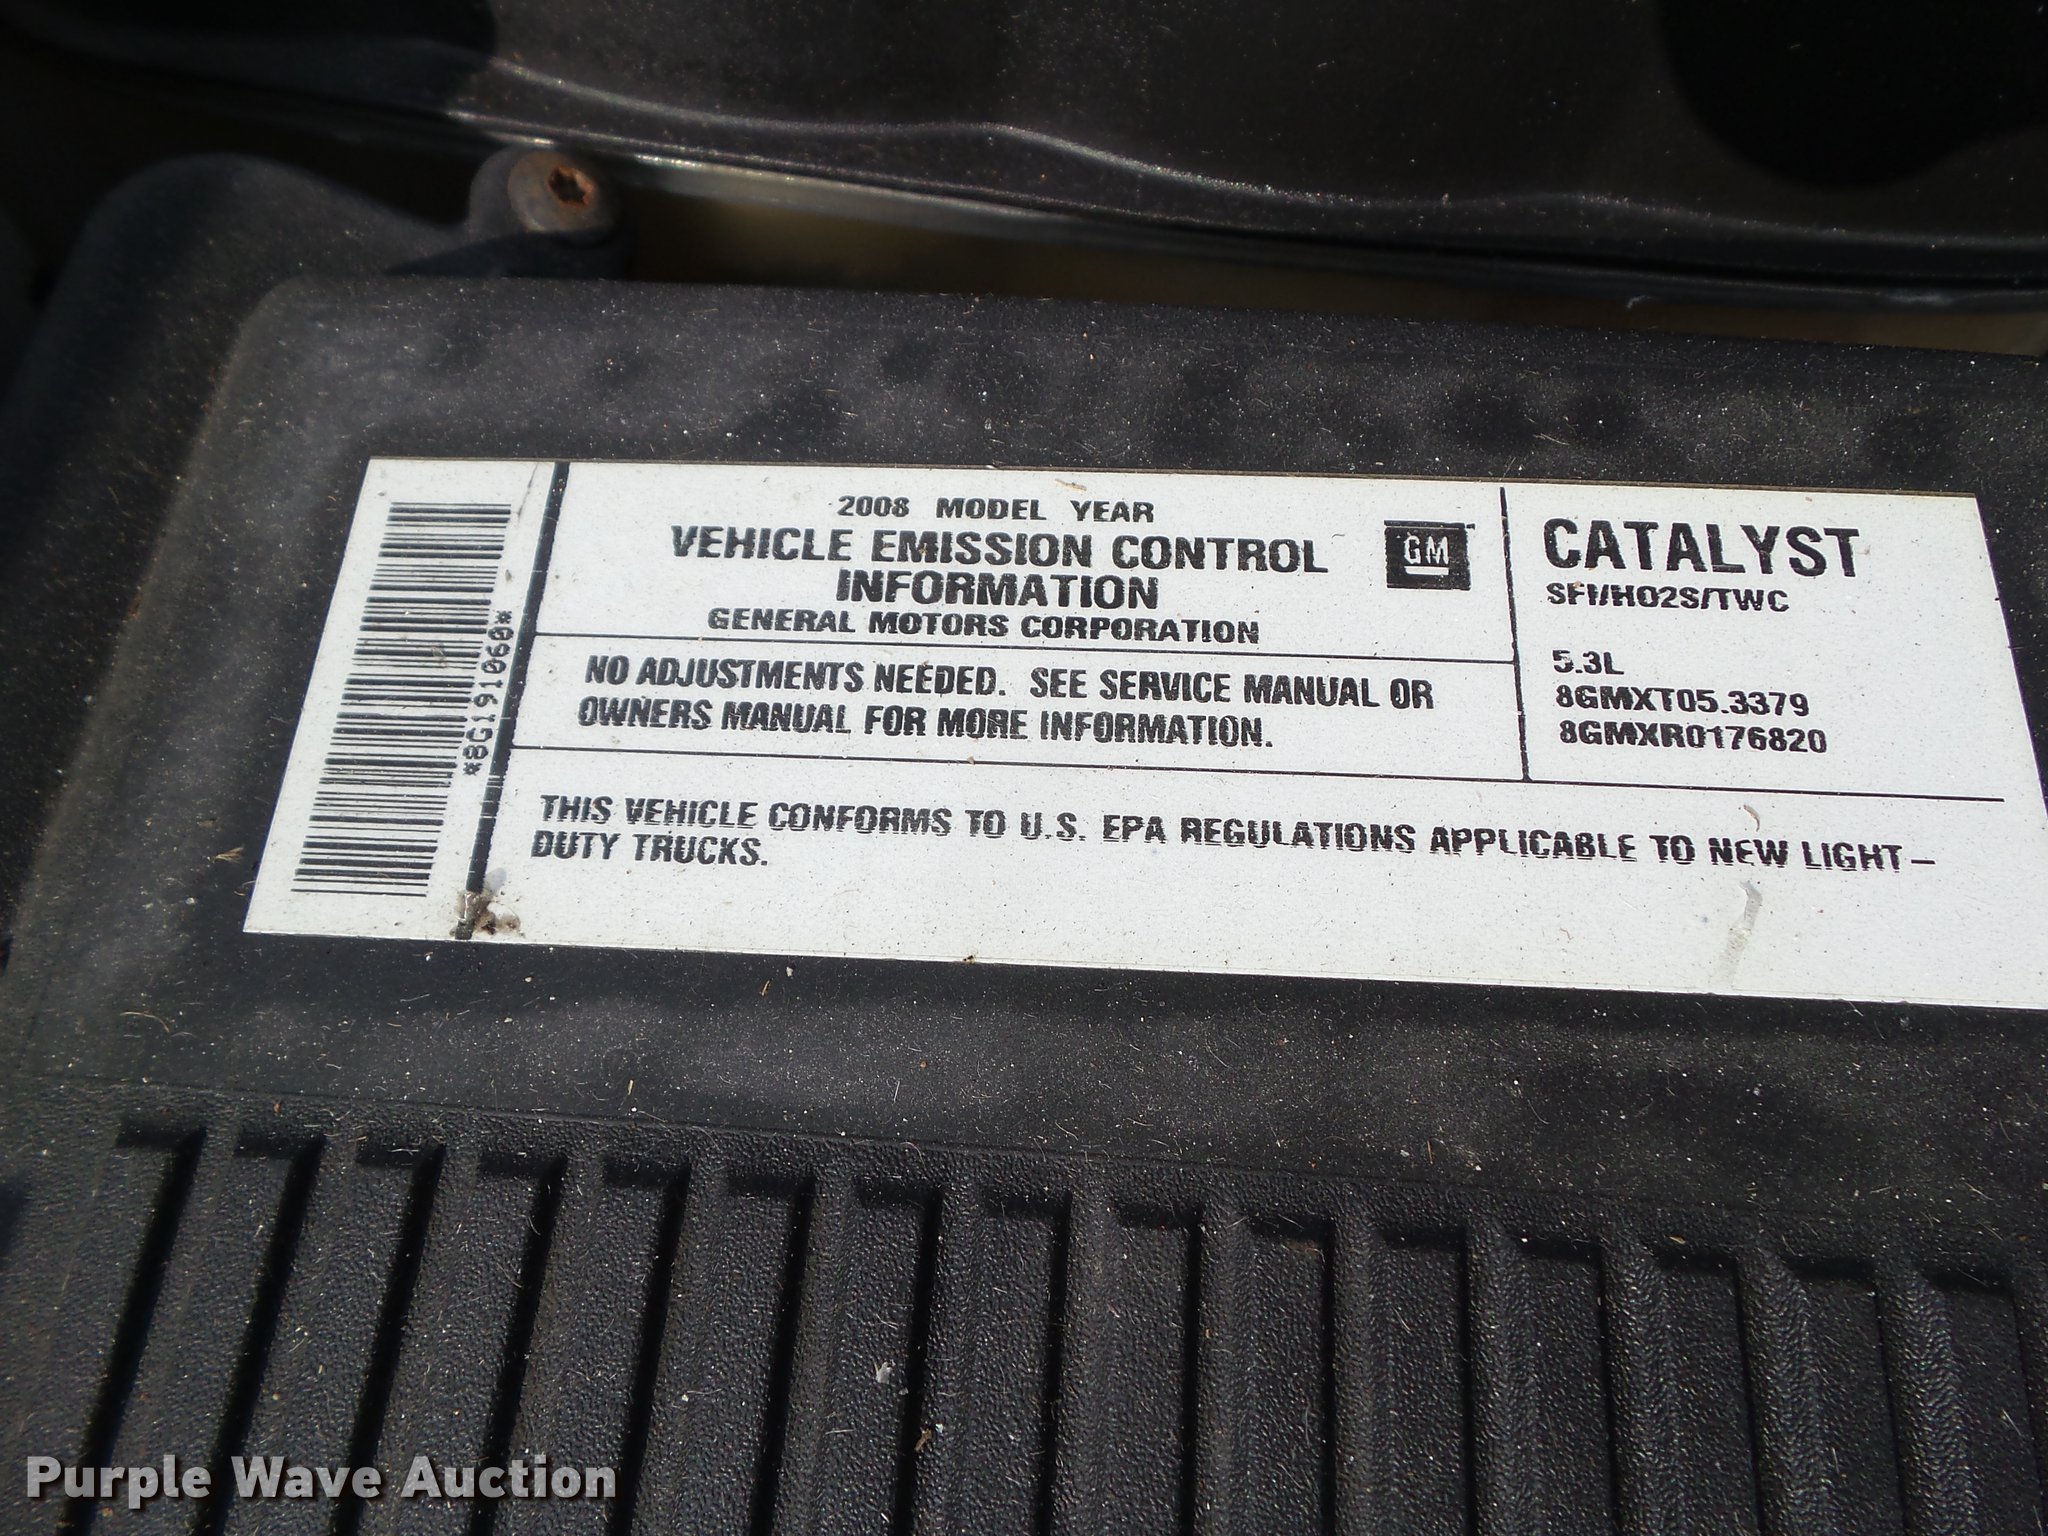 *8G191060*
2008 MODEL YEAR
VEHICLE EMISSION CONTROL
INFORMATION
GENERAL MOTORS CORPORATION
GM
NO ADJUSTMENTS NEEDED. SEE SERVICE MANUAL OR
OWNERS MANUAL FOR MORE INFORMATION.
CATALYST
SFI/HO2S/TWC
5.3L
8GMXT05.3379
8GMXR0176820
THIS VEHICLE CONFORMS TO U.S. EPA REGULATIONS APPLICABLE TO NEW LIGHT-
DUTY TRUCKS.
Purple Wave Auction